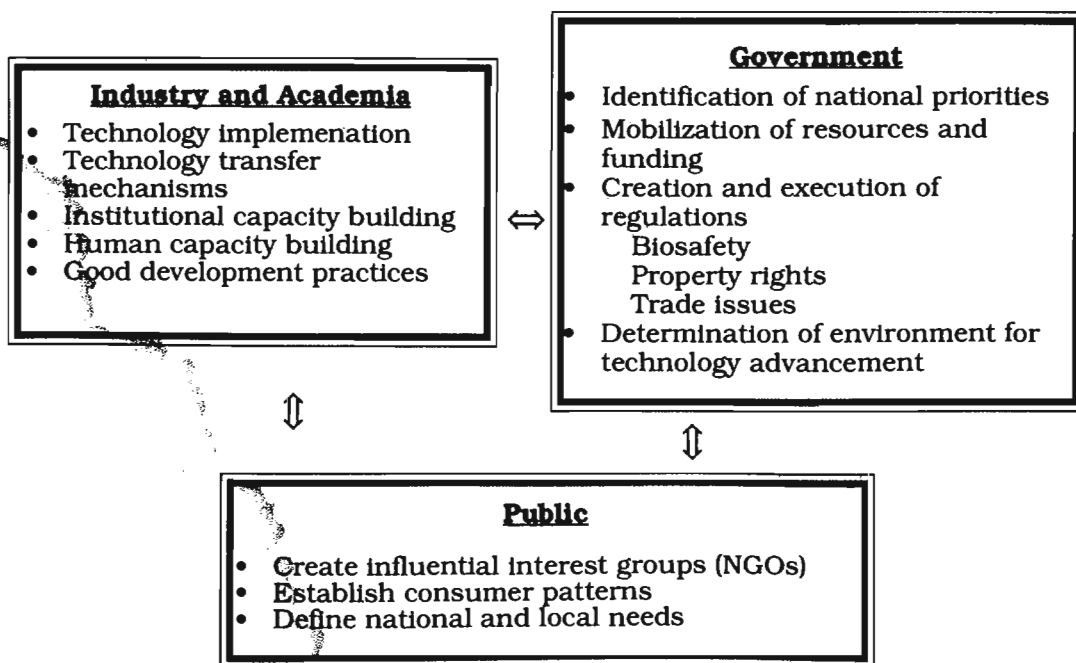 Industry and Academia
• Technology implemenation
• Technology transfer
mechanisms
• Institutional capacity building
• Human capacity building
• Good development practices
⇔
Government
• Identification of national priorities
• Mobilization of resources and
funding
• Creation and execution of
regulations
Biosafety
Property rights
Trade issues
• Determination of environment for
technology advancement
⇕
⇕
Public
• Create influential interest groups (NGOs)
• Establish consumer patterns
• Define national and local needs